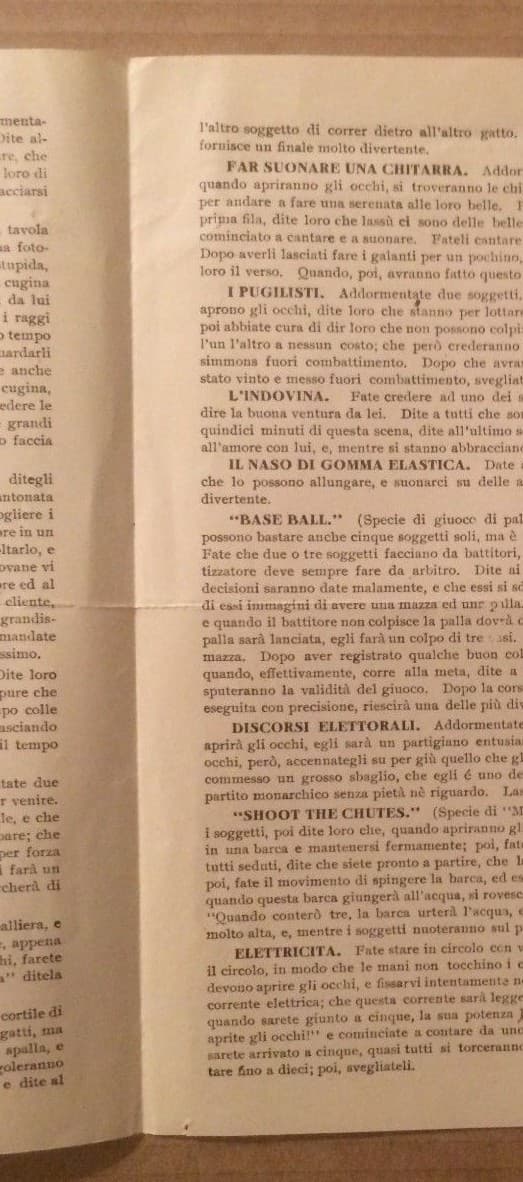 menta-
Dite al-
re, che
loro di
acciarsi
tavola
na foto-
stupida,
cugina
da lui
i raggi
o tempo
uardarli
e anche
cugina,
edere le
grandi
o faccia
ditegli
antonata
ogliere i
ore in un
oltarlo, e
ovane vi
ore ed al
cliente,
grandis-
mandate
ssimo.
Dite loro
pure che
po colle
asciando
il tempo
tate due
r venire.
le, e che
pare; che
per forza
i farà un
rcherà di
alliera, e
e, appena
hi, farete
a" ditela
cortile di
gatti, ma
spalla, e
goleranno
e dite al
l'altro soggetto di correr dietro all'altro gatto.
fornisce un finale molto divertente.
FAR SUONARE UNA CHITARRA. Addor
quando apriranno gli occhi, si troveranno le chi
per andare a fare una serenata alle loro belle.
prima fila, dite loro che lassù ci sono delle belle
cominciato a cantare e a suonare. Fateli cantare
Dopo averli lasciati fare i galanti per un pochino,
loro il verso. Quando, poi, avranno fatto questo
I PUGILISTI. Addormentate due soggetti,
aprono gli occhi, dite loro che stanno per lottare
poi abbiate cura di dir loro che non possono colpi
l'un l'altro a nessun costo; che però crederanno
simmons fuori combattimento. Dopo che avra
stato vinto e messo fuori combattimento, svegliat
L'INDOVINA. Fate credere ad uno dei s
dire la buona ventura da lei. Dite a tutti che so
quindici minuti di questa scena, dite all'ultimo s
all'amore con lui, e, mentre si stanno abbraccian
IL NASO DI GOMMA ELASTICA. Date
che lo possono allungare, e suonarci su delle a
divertente.
"BASE BALL." (Specie di giuoco di pal
possono bastare anche cinque soggetti soli, ma è
Fate che due o tre soggetti facciano da battitori,
tizzatore deve sempre fare da arbitro. Dite ai
decisioni saranno date malamente, e che essi si s
di essi immagini di avere una mazza ed una palla.
e quando il battitore non colpisce la palla dovrà
palla sarà lanciata, egli farà un colpo di tre
mazza. Dopo aver registrato qualche buon col
quando, effettivamente, corre alla meta, dite a
sputeranno la validità del giuoco. Dopo la cors
eseguita con precisione, riescirà una delle più div
DISCORSI ELETTORALI. Addormentate
aprirà gli occhi, egli sarà un partigiano entusia
occhi, però, accennategli su per giù quello che g
commesso un grosso sbaglio, che egli é uno de
partito monarchico senza pietà nè riguardo. Las
"SHOOT THE CHUTES." (Specie di "M
i soggetti, poi dite loro che, quando apriranno gl
in una barca e mantenersi fermamente; poi, fat
tutti seduti, dite che siete pronto a partire, che l
poi, fate il movimento di spingere la barca, ed es
quando questa barca giungerà all'acqua, si rovesc
"Quando conterò tre, la barca urterà l'acqua, e
molto alta, e, mentre i soggetti nuoteranno sul p
ELETTRICITA. Fate stare in circolo con v
il circolo, in modo che le mani non tocchino i c
devono aprire gli occhi, e fissarvi intentamente n
corrente elettrica; che questa corrente sarà legge
quando sarete giunto a cinque, la sua potenza
aprite gli occhi!" e cominciate a contare da uno
sarete arrivato a cinque, quasi tutti si torceranno
tare fino a dieci; poi, svegliateli.